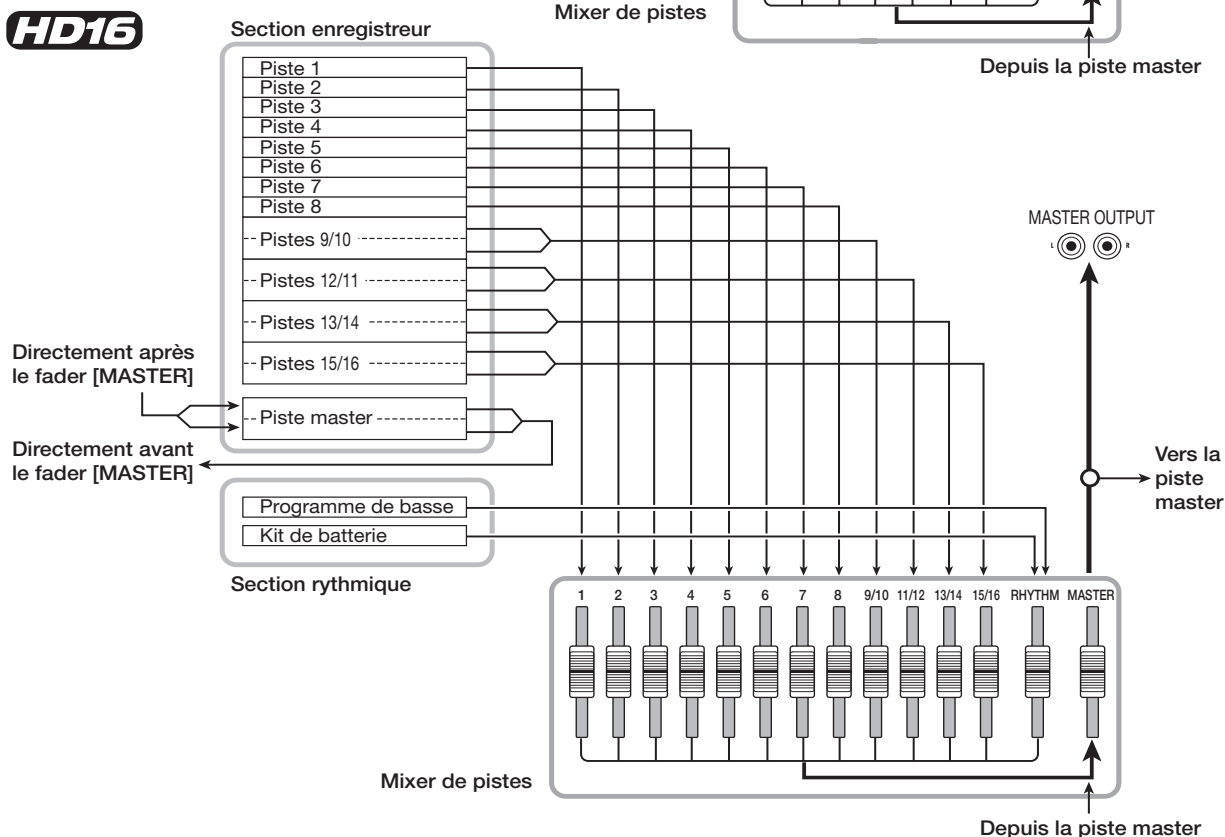 Mixer de pistes
HD16
Section enregistreur
Depuis la piste master
Piste 1
Piste 2
Piste 3
Piste 4
Piste 5
Piste 6
Piste 7
Piste 8
Pistes 9/10
Pistes 12/11
Pistes 13/14
Pistes 15/16
Piste master
MASTER OUTPUT
L R
Directement après
le fader [MASTER]
Directement avant
le fader [MASTER]
Vers la
piste
master
Programme de basse
Kit de batterie
Section rythmique
1 2 3 4 5 6 7 8 9/10 11/12 13/14 15/16 RHYTHM MASTER
Mixer de pistes
Depuis la piste master